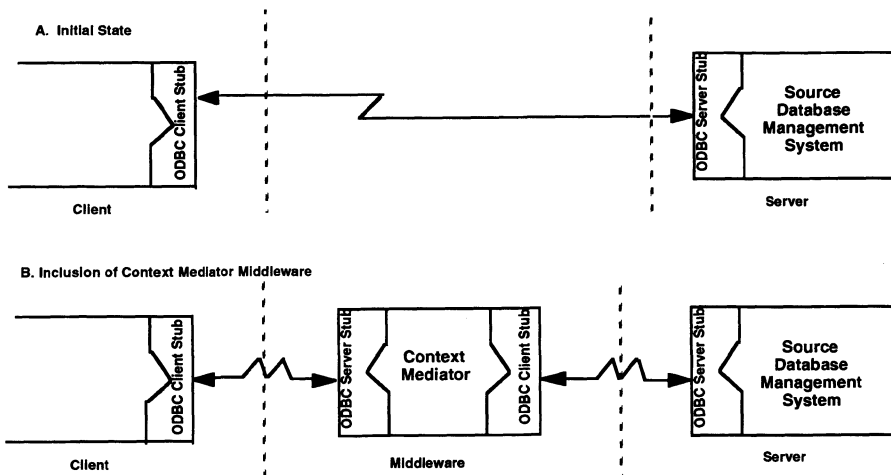 A. Initial State
ODBC Client Stub
ODBC Server Stub
Source
Database
Management
System
Client
Server
B. Inclusion of Context Mediator Middleware
ODBC Client Stub
ODBC Server Stub
Context
Mediator
ODBC Client Stub
ODBC Server Stub
Source
Database
Management
System
Client
Middleware
Server